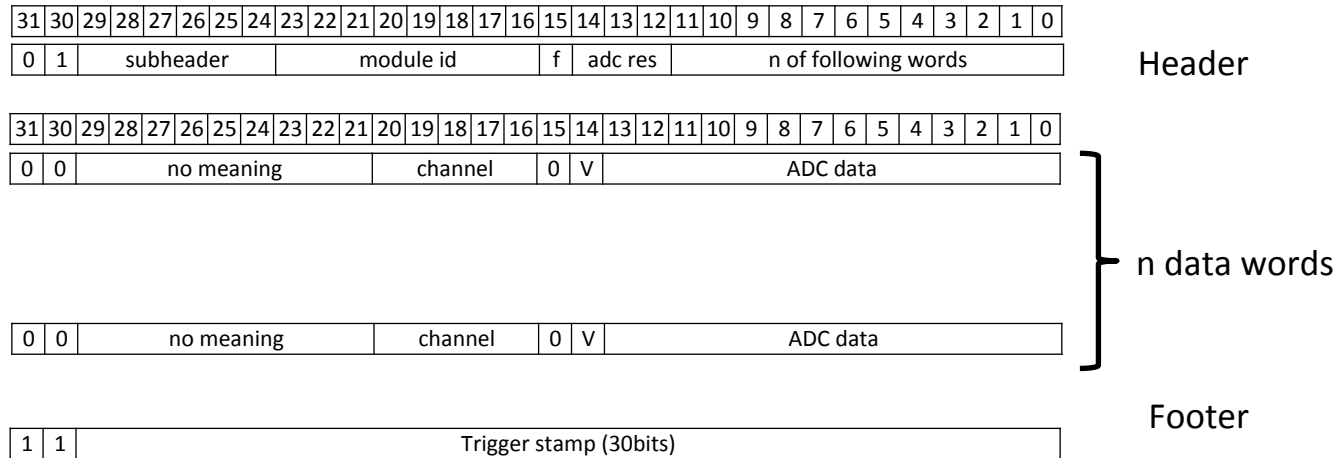 31 30 29 28 27 26 25 24 23 22 21 20 19 18 17 16 15 14 13 12 11 10 9 8 7 6 5 4 3 2 1 0
0 1 subheader module id f adc res n of following words
Header
31 30 29 28 27 26 25 24 23 22 21 20 19 18 17 16 15 14 13 12 11 10 9 8 7 6 5 4 3 2 1 0
0 0 no meaning channel 0 V ADC data
n data words
0 0 no meaning channel 0 V ADC data
Footer
1 1 Trigger stamp (30bits)